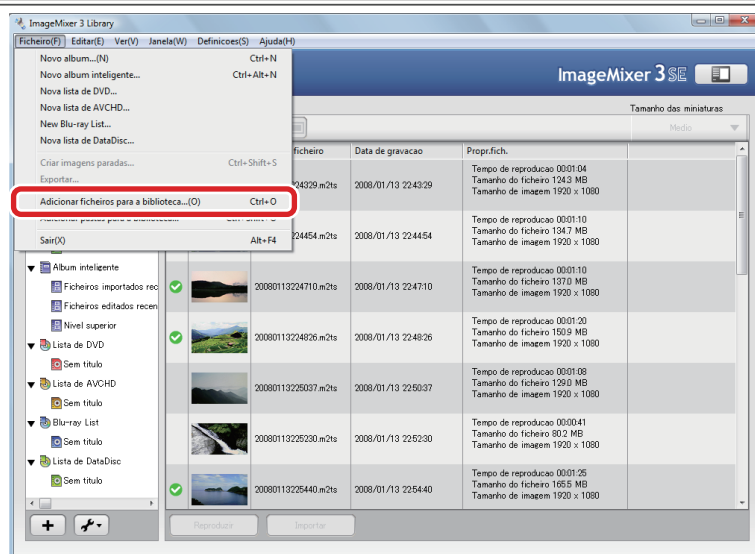 ImageMixer 3 Library
Ficheiro(F) Editar(E) Ver(V) Janela(W) Definicoes(S) Ajuda(H)
Novo album...(N) Ctrl+N
Novo album inteligente... Ctrl+Alt+N
Nova lista de DVD...
Nova lista de AVCHD...
New Blu-ray List...
Nova lista de DataDisc...
Criar imagens paradas... Ctrl+Shift+S
Exportar...
Adicionar ficheiros para a biblioteca...(O) Ctrl+O
Sair(X) Alt+F4
ImageMixer 3 SE
Tamanho das miniaturas
Medio
ficheiro Data de gravacao Propr.fich.
Tempo de reproducao 00:01:04
24329.m2ts 2008/01/13 22:43:29 Tamanho do ficheiro 124.3 MB
Tamanho de imagem 1920 x 1080
Tempo de reproducao 00:01:10
24454.m2ts 2008/01/13 22:44:54 Tamanho do ficheiro 134.7 MB
Tamanho de imagem 1920 x 1080
Tempo de reproducao 00:01:10
20080113224710.m2ts 2008/01/13 22:47:10 Tamanho do ficheiro 137.0 MB
Tamanho de imagem 1920 x 1080
Tempo de reproducao 00:01:20
20080113224826.m2ts 2008/01/13 22:48:26 Tamanho do ficheiro 150.9 MB
Tamanho de imagem 1920 x 1080
Tempo de reproducao 00:01:08
20080113225037.m2ts 2008/01/13 22:50:37 Tamanho do ficheiro 129.0 MB
Tamanho de imagem 1920 x 1080
Tempo de reproducao 00:00:41
20080113225230.m2ts 2008/01/13 22:52:30 Tamanho do ficheiro 80.2 MB
Tamanho de imagem 1920 x 1080
Tempo de reproducao 00:01:25
20080113225440.m2ts 2008/01/13 22:54:40 Tamanho do ficheiro 165.5 MB
Tamanho de imagem 1920 x 1080
Album inteligente
Ficheiros importados rec
Ficheiros editados recen
Nivel superior
Lista de DVD
Sem titulo
Lista de AVCHD
Sem titulo
Blu-ray List
Sem titulo
Lista de DataDisc
Sem titulo
Reproduzir Importar